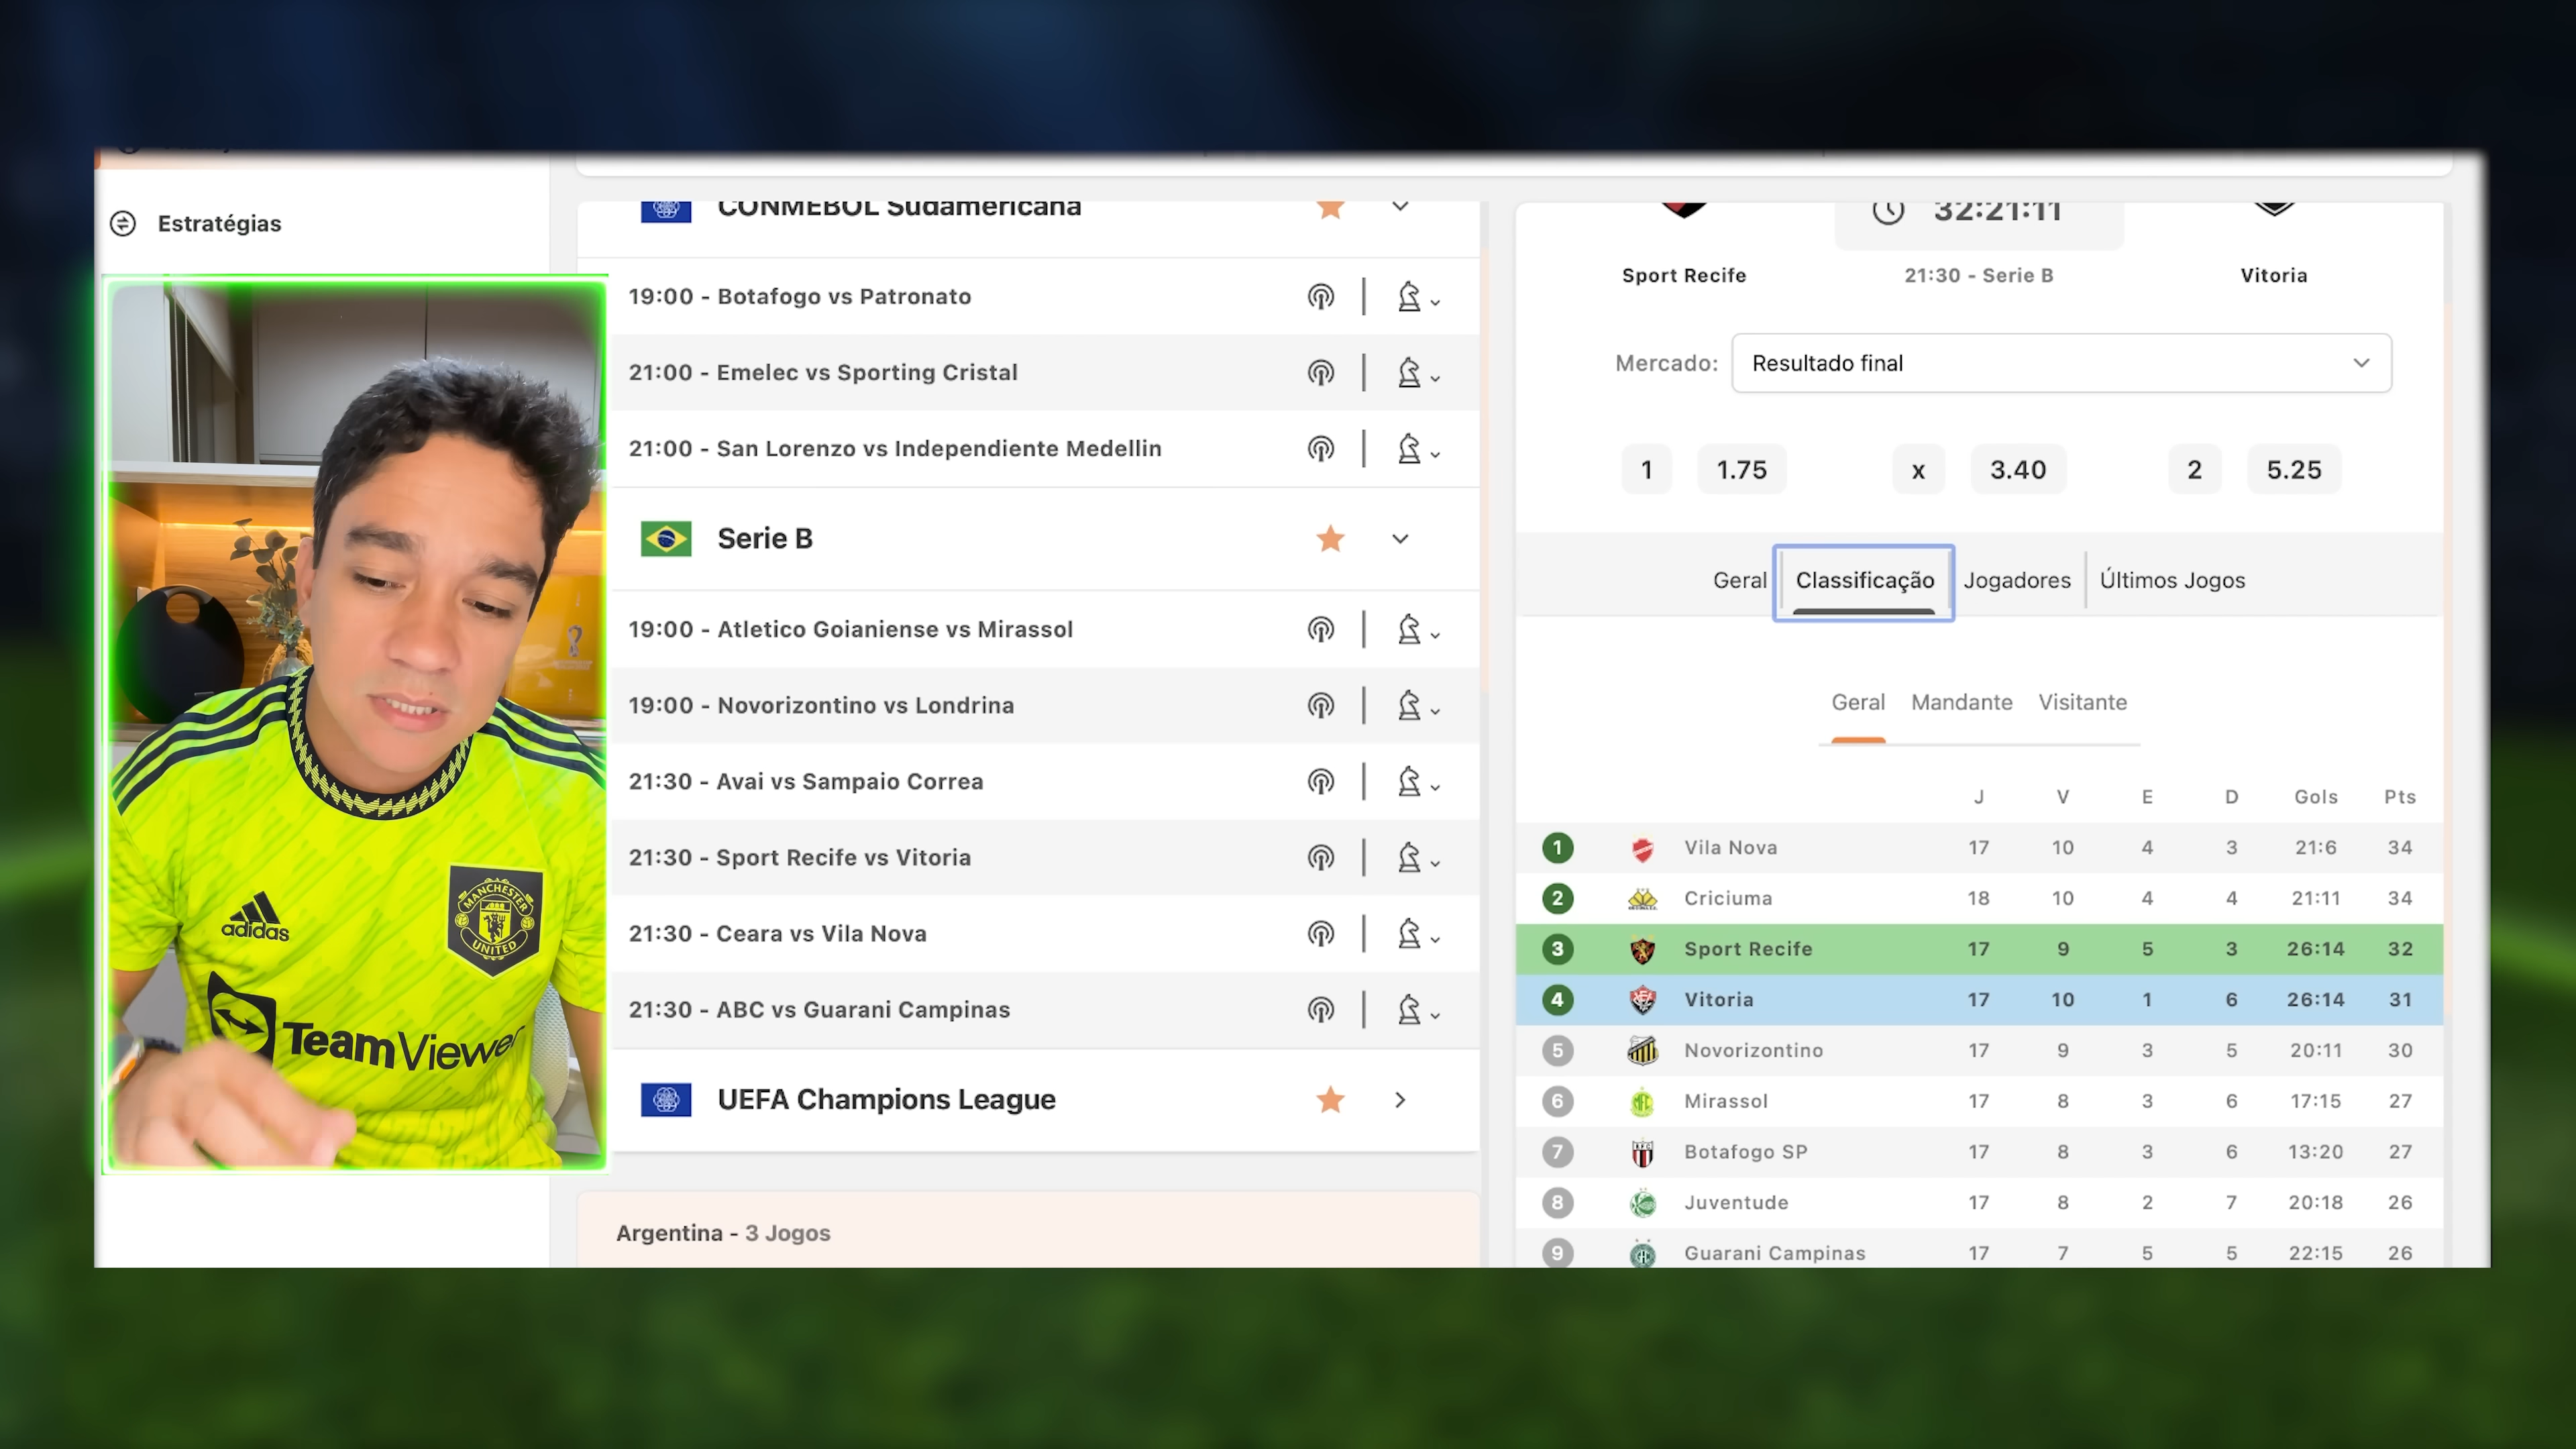 Estratégias
adidas
MANCHESTER
UNITED
TeamViewer
CONMEBOL Sudamericana
19:00 - Botafogo vs Patronato
21:00 - Emelec vs Sporting Cristal
21:00 - San Lorenzo vs Independiente Medellin
Serie B
19:00 - Atletico Goianiense vs Mirassol
19:00 - Novorizontino vs Londrina
21:30 - Avai vs Sampaio Correa
21:30 - Sport Recife vs Vitoria
21:30 - Ceara vs Vila Nova
21:30 - ABC vs Guarani Campinas
UEFA Champions League
Argentina - 3 Jogos
32:21:11
Sport Recife 21:30 - Serie B Vitoria
Mercado: Resultado final
1 1.75 x 3.40 2 5.25
Geral Classificação Jogadores Últimos Jogos
Geral Mandante Visitante
J V E D Gols Pts
1 Vila Nova 17 10 4 3 21:6 34
2 Criciuma 18 10 4 4 21:11 34
3 Sport Recife 17 9 5 3 26:14 32
4 Vitoria 17 10 1 6 26:14 31
5 Novorizontino 17 9 3 5 20:11 30
6 Mirassol 17 8 3 6 17:15 27
7 Botafogo SP 17 8 3 6 13:20 27
8 Juventude 17 8 2 7 20:18 26
9 Guarani Campinas 17 7 5 5 22:15 26